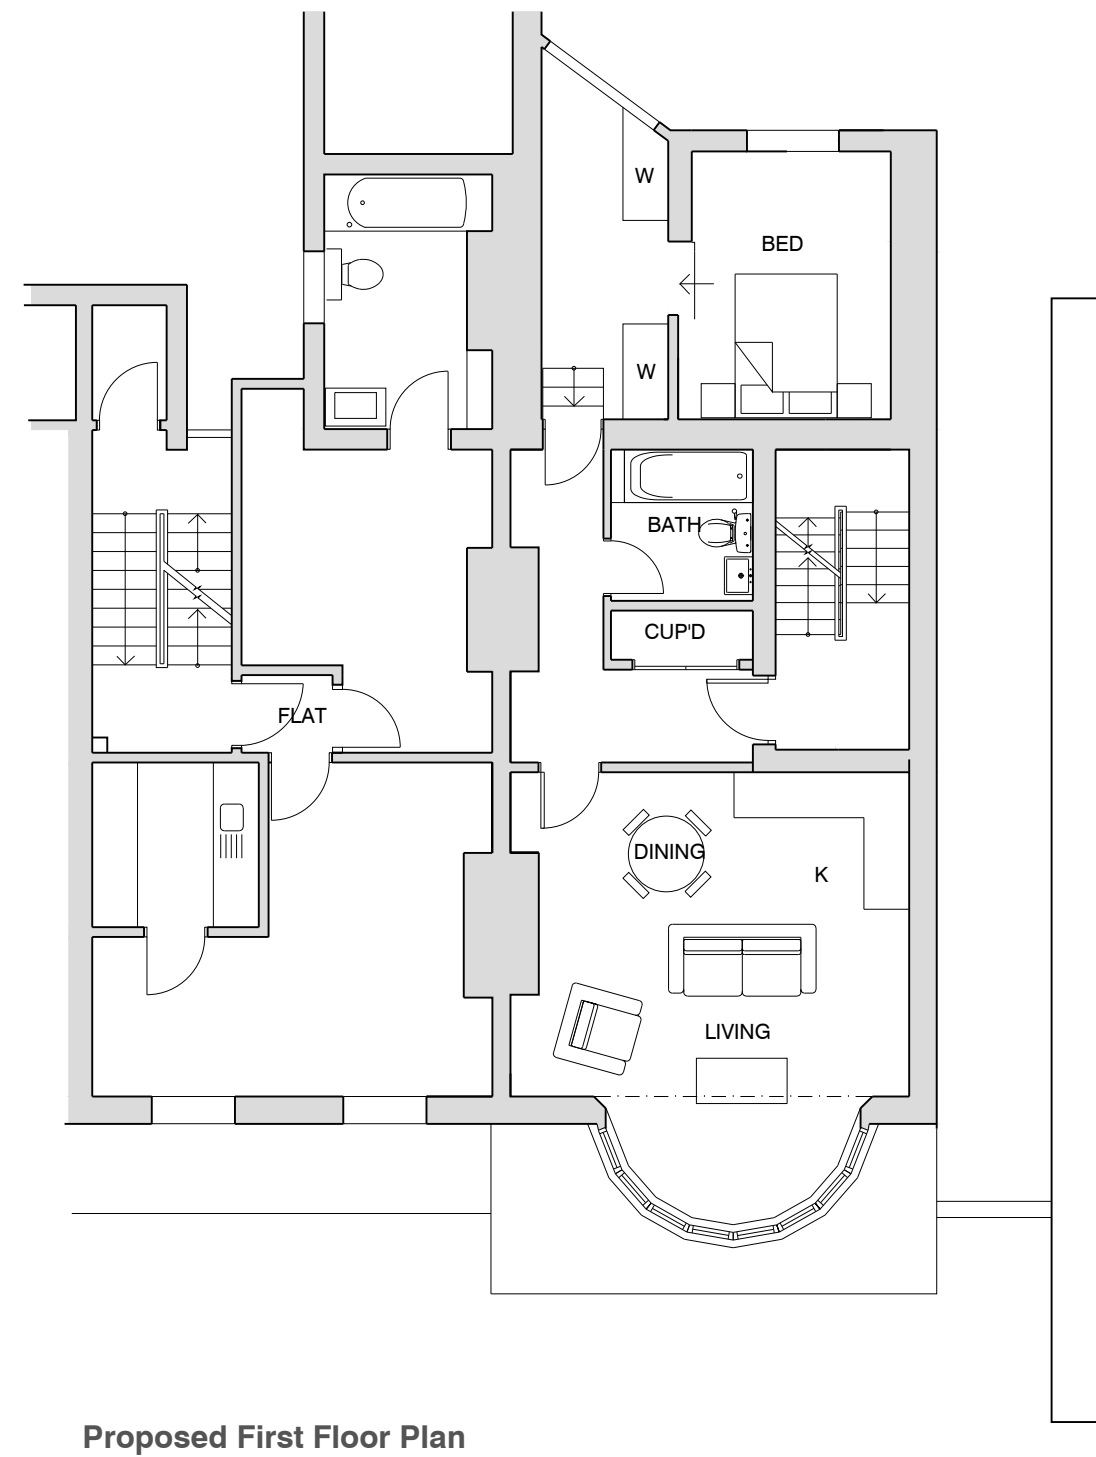 W
BED
W
BATH
CUP'D
FLAT
DINING
K
LIVING
Proposed First Floor Plan